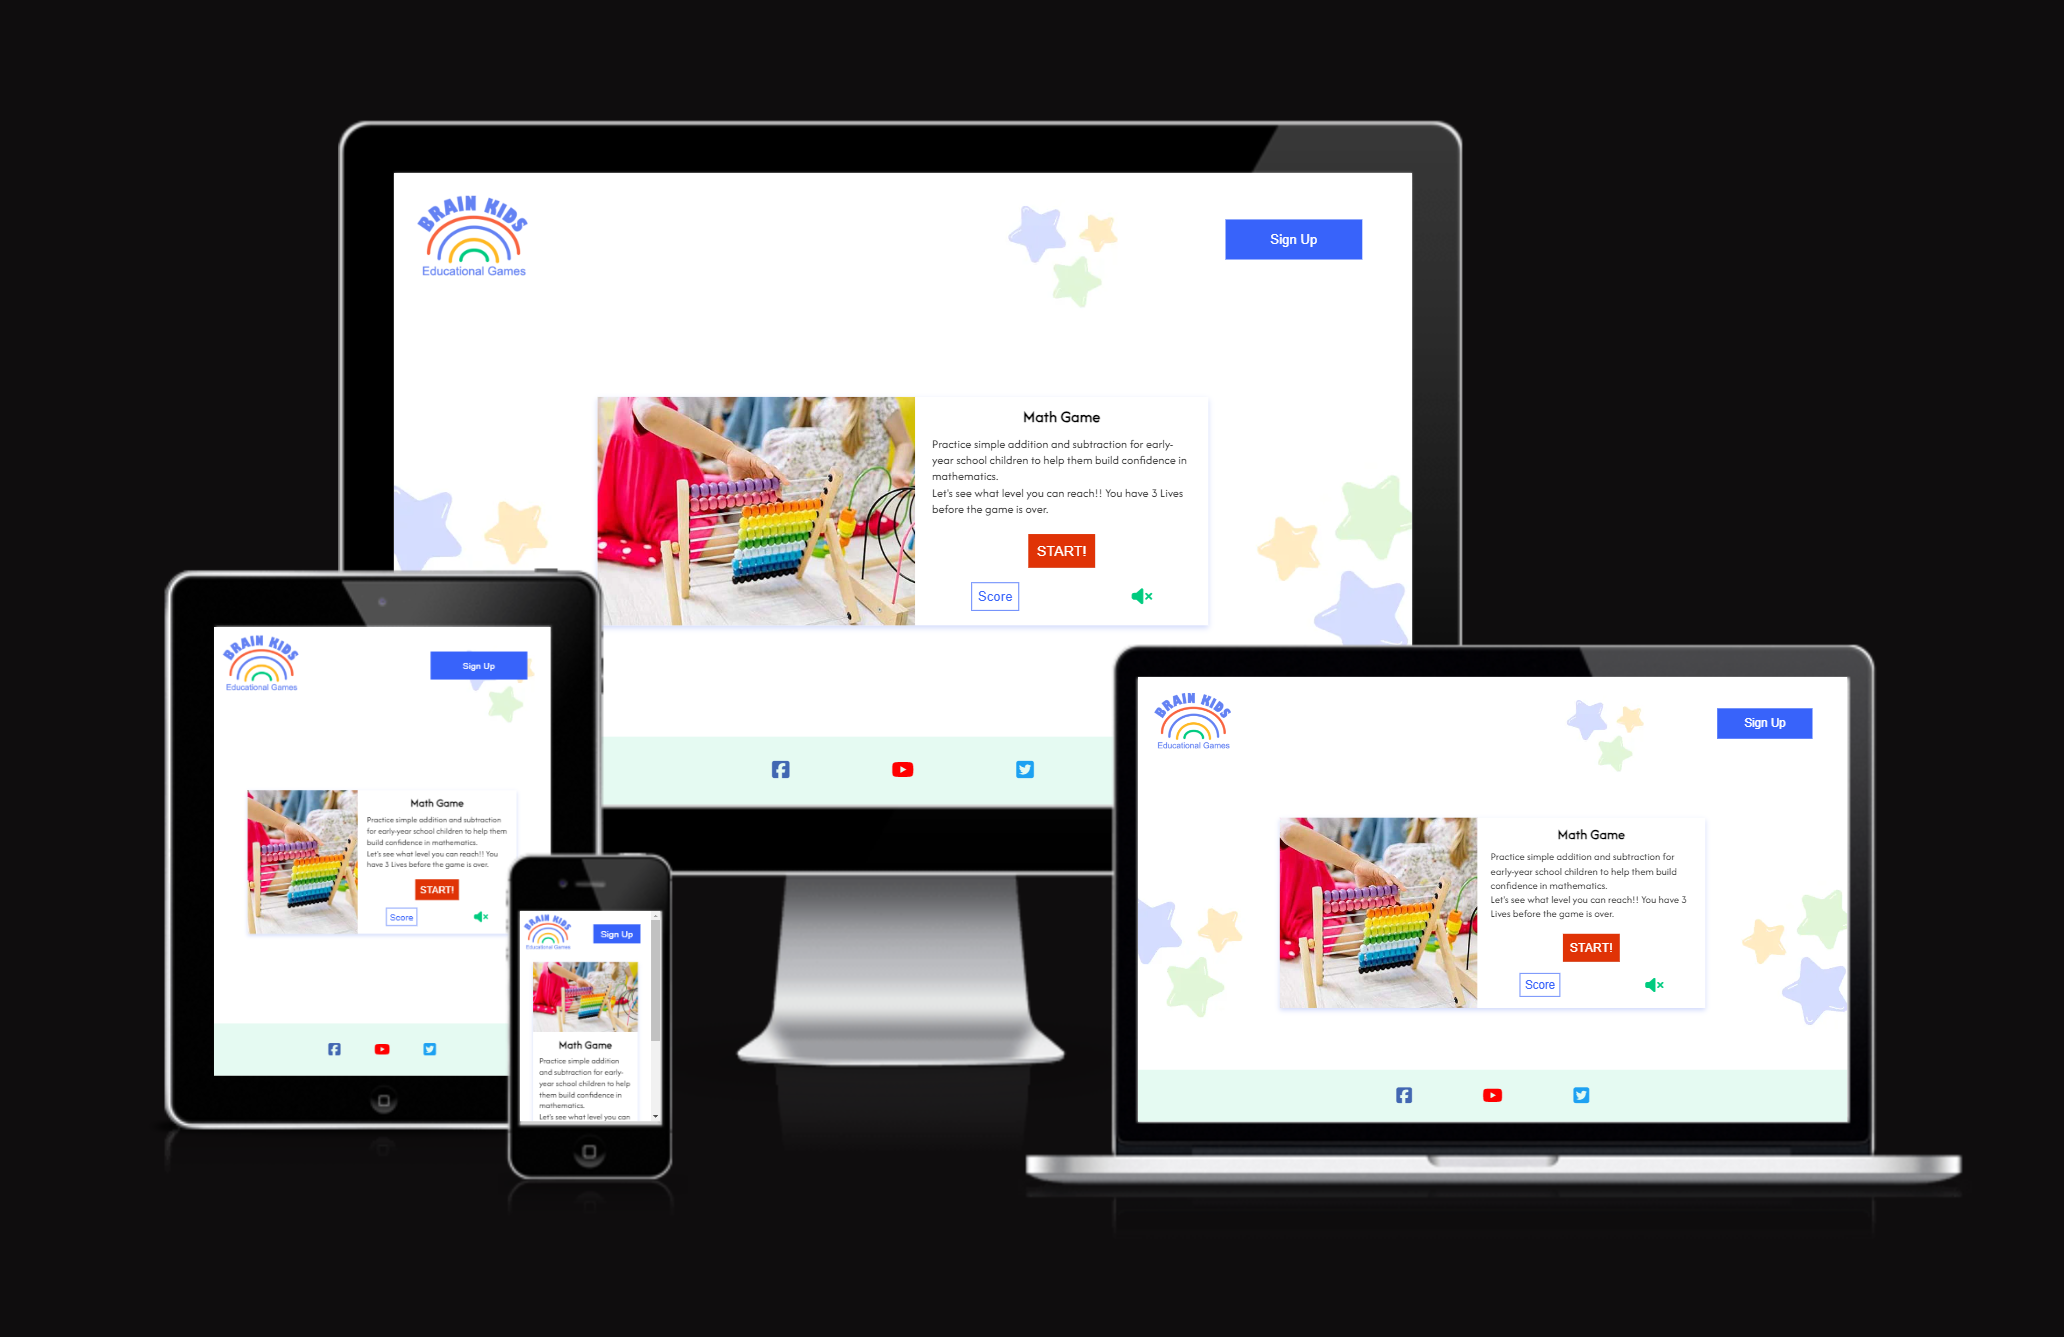 BRAIN KIDS
Educational Games
Sign Up
Math Game
Practice simple addition and subtraction for early-
year school children to help them build confidence in
mathematics.
Let's see what level you can reach!! You have 3 Lives
before the game is over.
START!
Score
BRAIN KIDS
Educational Games
Sign Up
Math Game
Practice simple addition and subtraction
for early-year school children to help them
build confidence in mathematics.
Let's see what level you can reach!! You
have 3 Lives before the game is over.
START!
Score
BRAIN KIDS
Educational Games
Sign Up
Math Game
Practice simple addition
and subtraction for early-
year school children to help
them build confidence in
mathematics.
Let's see what level you can
BRAIN KIDS
Educational Games
Sign Up
Math Game
Practice simple addition and subtraction for
early-year school children to help them build
confidence in mathematics.
Let's see what level you can reach!! You have 3
Lives before the game is over.
START!
Score